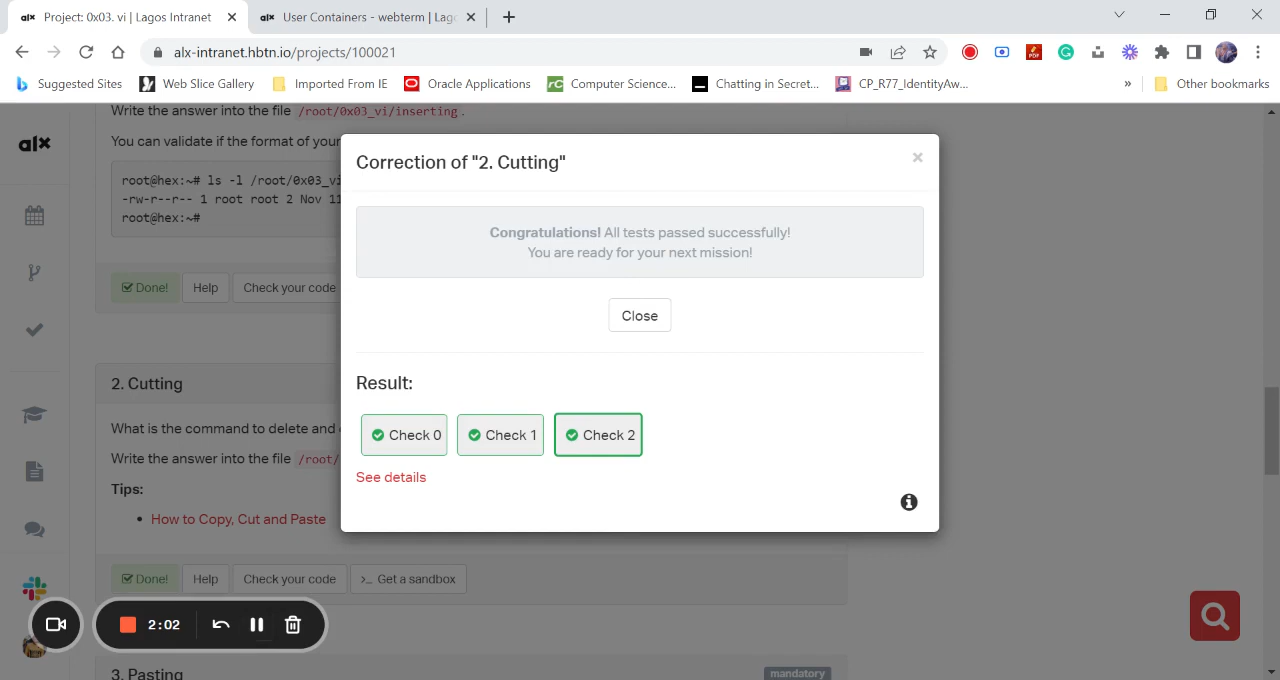 alx Project: 0x03. vi | Lagos Intranet
alx User Containers - webterm | Lag
alx-intranet.hbtn.io/projects/100021
Suggested Sites Web Slice Gallery Imported From IE Oracle Applications rC Computer Science... Chatting in Secret... CP_R77_IdentityAw... » Other bookmarks
Write the answer into the file /root/0x03_vi/inserting.
alx
You can validate if the format of your
root@hex:~# ls -l /root/0x03_vi
-rw-r--r-- 1 root root 2 Nov 11
root@hex:~#
Done! Help Check your code
Correction of "2. Cutting"
×
Congratulations! All tests passed successfully!
You are ready for your next mission!
Close
Result:
Check 0 Check 1 Check 2
See details
2. Cutting
What is the command to delete and
Write the answer into the file /root/
Tips:
• How to Copy, Cut and Paste
Done! Help Check your code >_ Get a sandbox
2:02
3. Pasting
mandatory